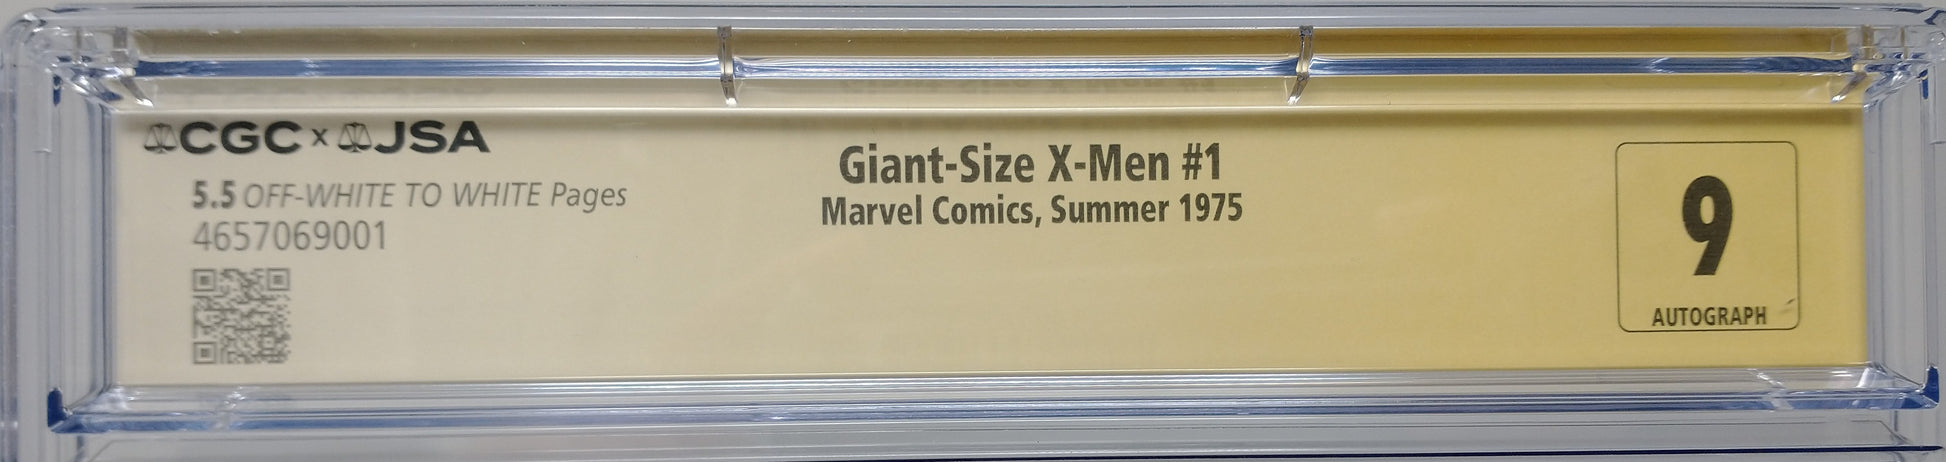 CGC x JSA
5.5 OFF-WHITE TO WHITE Pages
4657069001
Giant-Size X-Men #1
Marvel Comics, Summer 1975
9
AUTOGRAPH